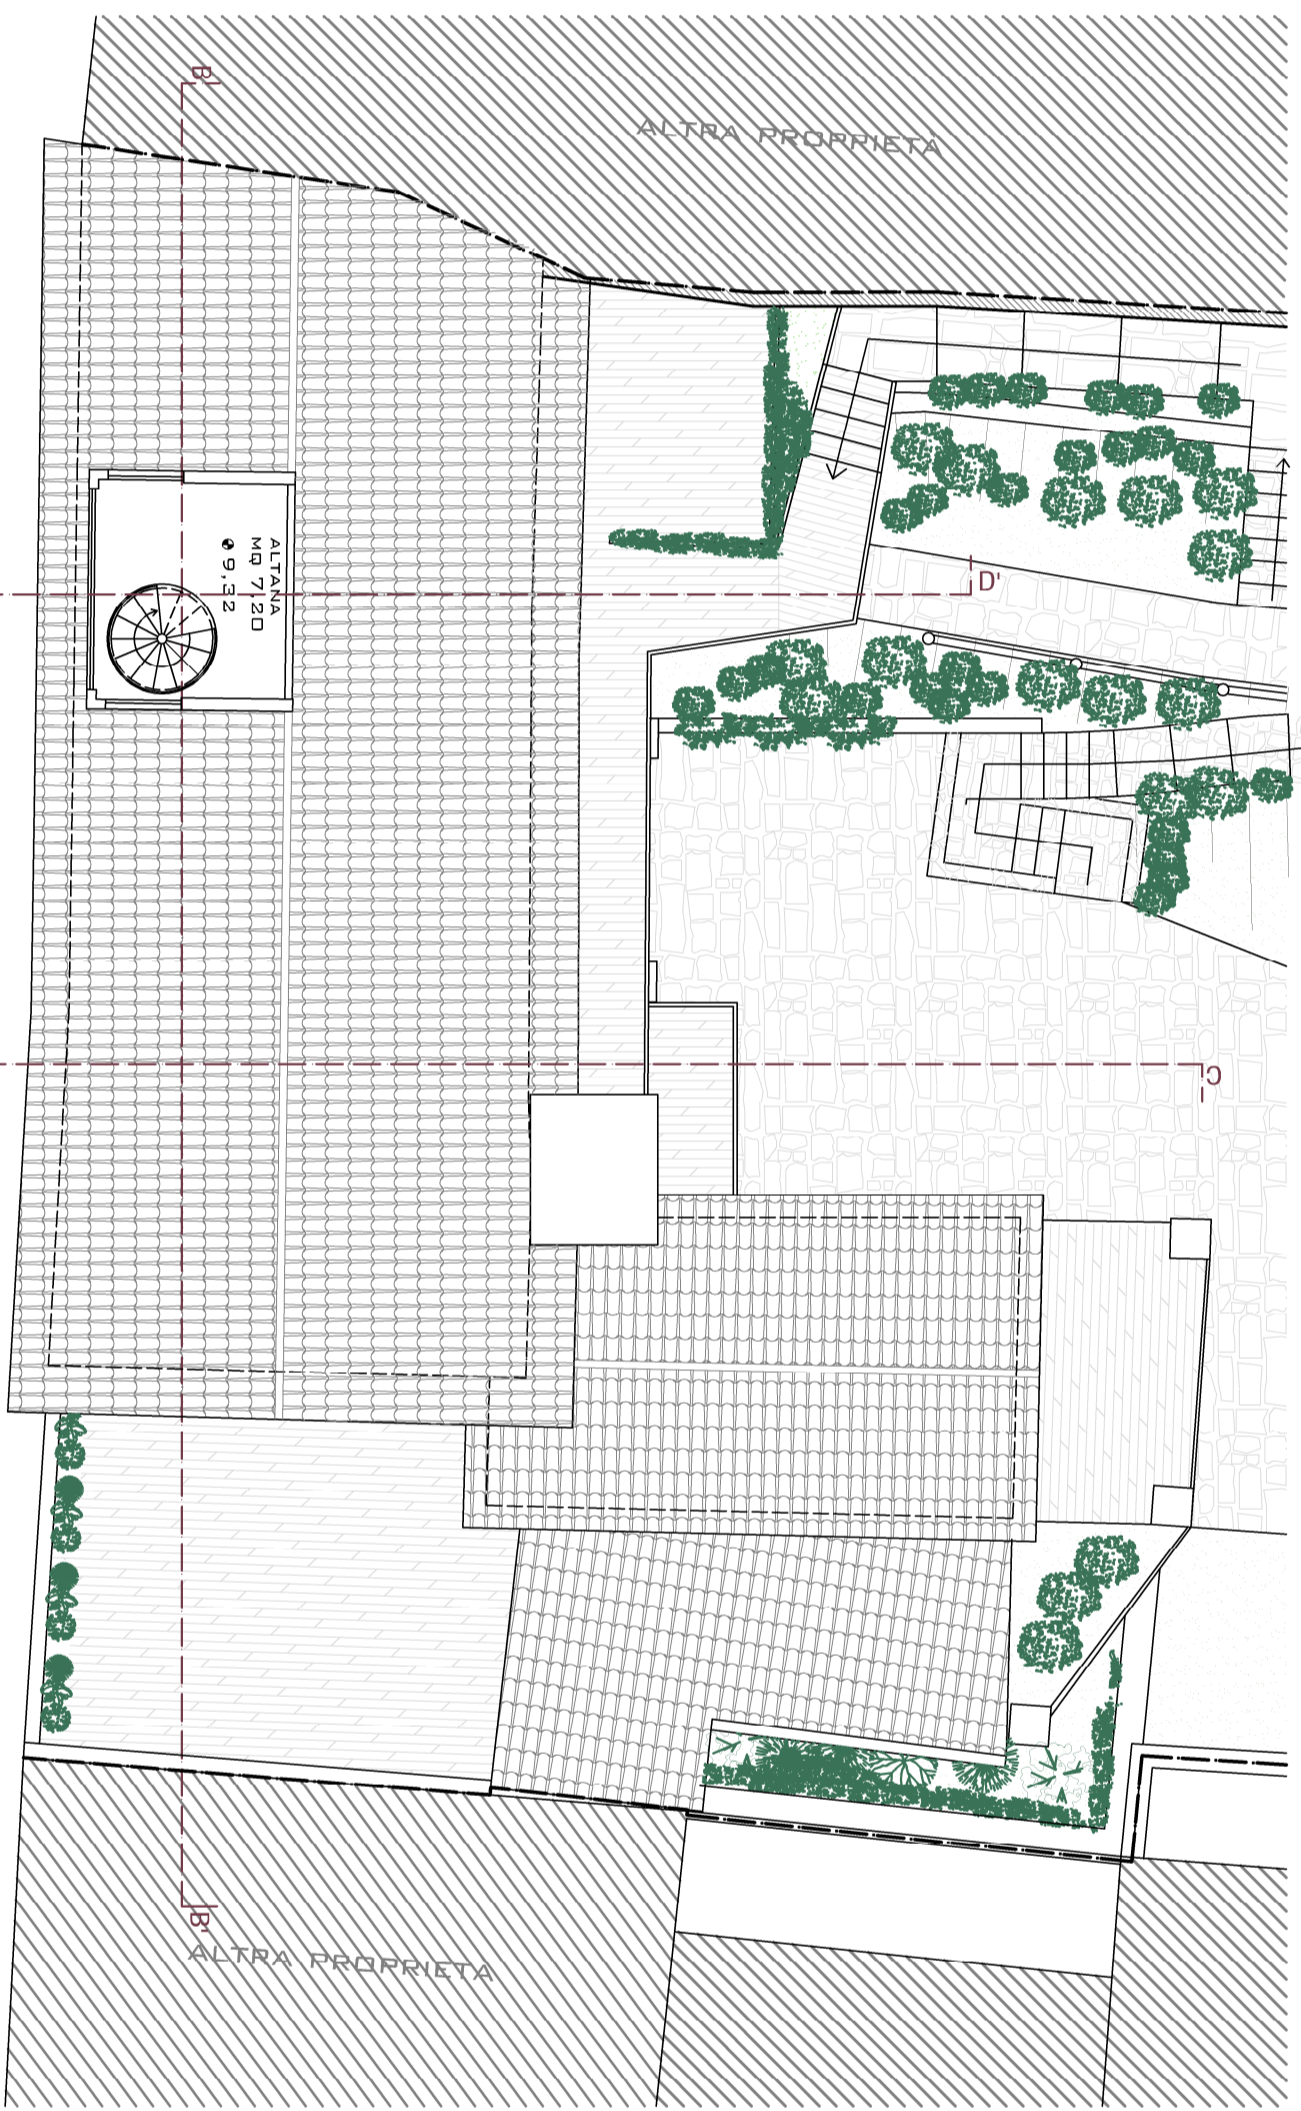 B'
ALTRA PROPRIETÀ
ALTANA
MQ 7,20
9,32
D'
C
B'
ALTRA PROPRIETÀ